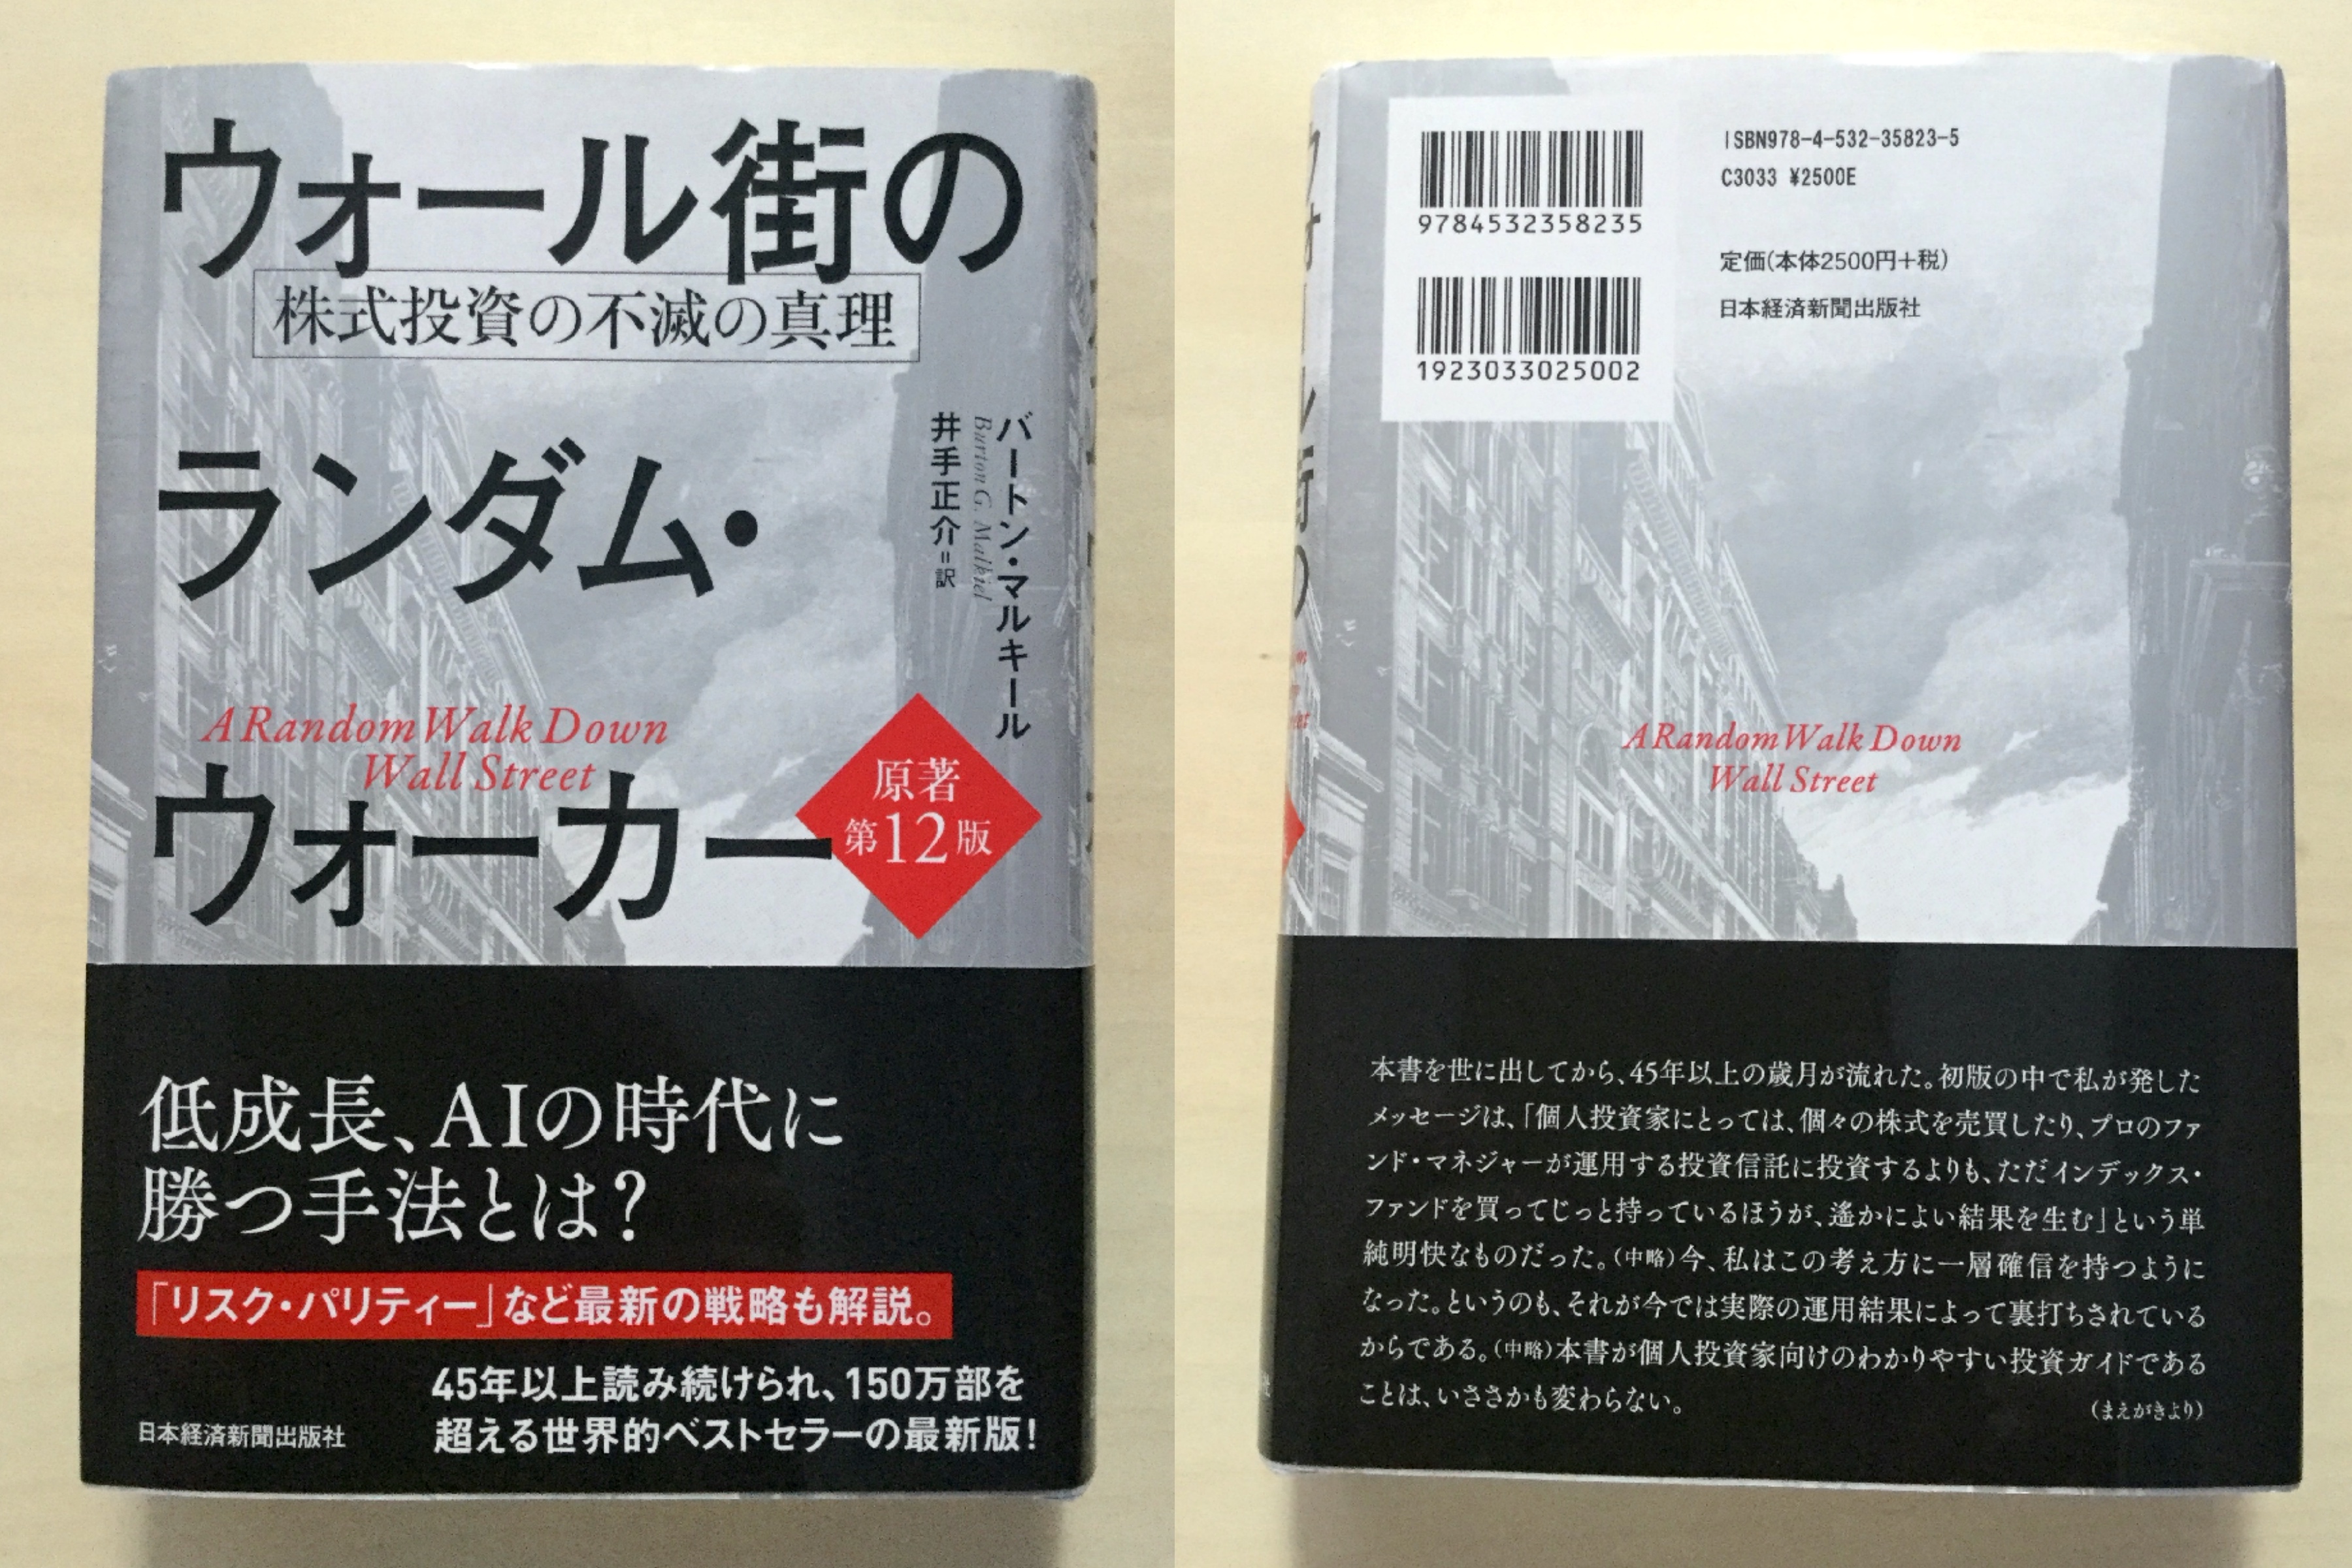 ウォール街の
株式投資の不滅の真理
ランダム・
バートン・マルキール
Burton G. Malkiel
井手正介=訳
A Random Walk Down
Wall Street
ウォーカー
原著
第12版
低成長、AIの時代に
勝つ手法とは?
「リスク・パリティー」など最新の戦略も解説。
45年以上読み続けられ、150万部を
超える世界的ベストセラーの最新版!
日本経済新聞出版社
9784532358235
1923033025002
ISBN978-4-532-35823-5
C3033 ¥2500E
定価(本体2500円+税)
日本経済新聞出版社
A Random Walk Down
Wall Street
本書を世に出してから、45年以上の歳月が流れた。初版の中で私が発した
メッセージは、「個人投資家にとっては、個々の株式を売買したり、プロのファ
ンド・マネジャーが運用する投資信託に投資するよりも、ただインデックス・
ファンドを買ってじっと持っているほうが、遙かによい結果を生む」という単
純明快なものだった。(中略)今、私はこの考え方に一層確信を持つように
なった。というのも、それが今では実際の運用結果によって裏打ちされている
からである。(中略)本書が個人投資家向けのわかりやすい投資ガイドである
ことは、いささかも変わらない。
(まえがきより)